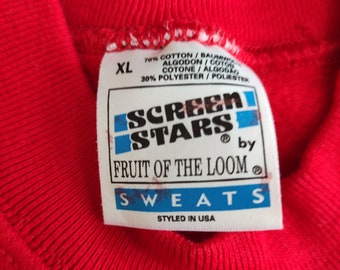 XL
70% COTTON / BAUMWOLLE
ALGODON / COTON
COTONE / ALGODÃO
30% POLYESTER / POLIESTER
SCREEN
STARS®
by
FRUIT OF THE LOOM®
SWEATS
STYLED IN USA